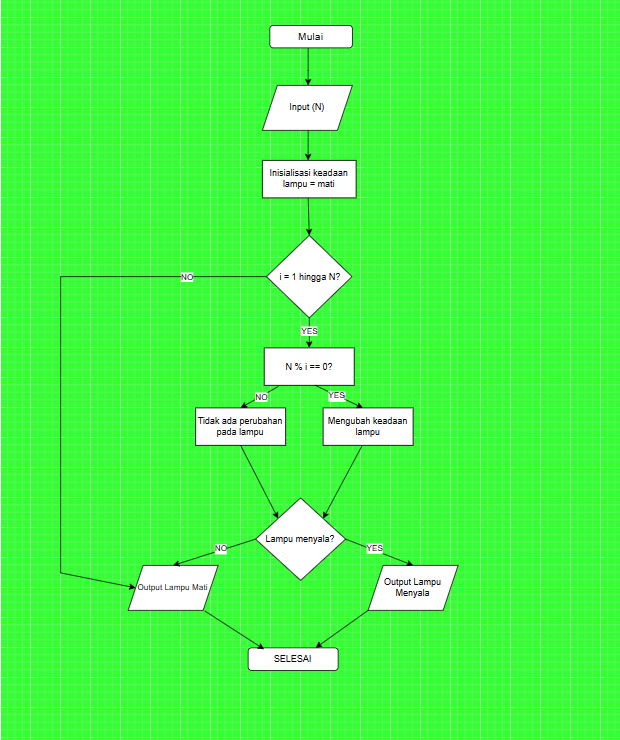 Mulai
Input (N)
Inisialisasi keadaan
lampu = mati
i = 1 hingga N?
NO
YES
N % i == 0?
NO
YES
Tidak ada perubahan
pada lampu
Mengubah keadaan
lampu
Lampu menyala?
NO
YES
Output Lampu Mati
Output Lampu
Menyala
SELESAI